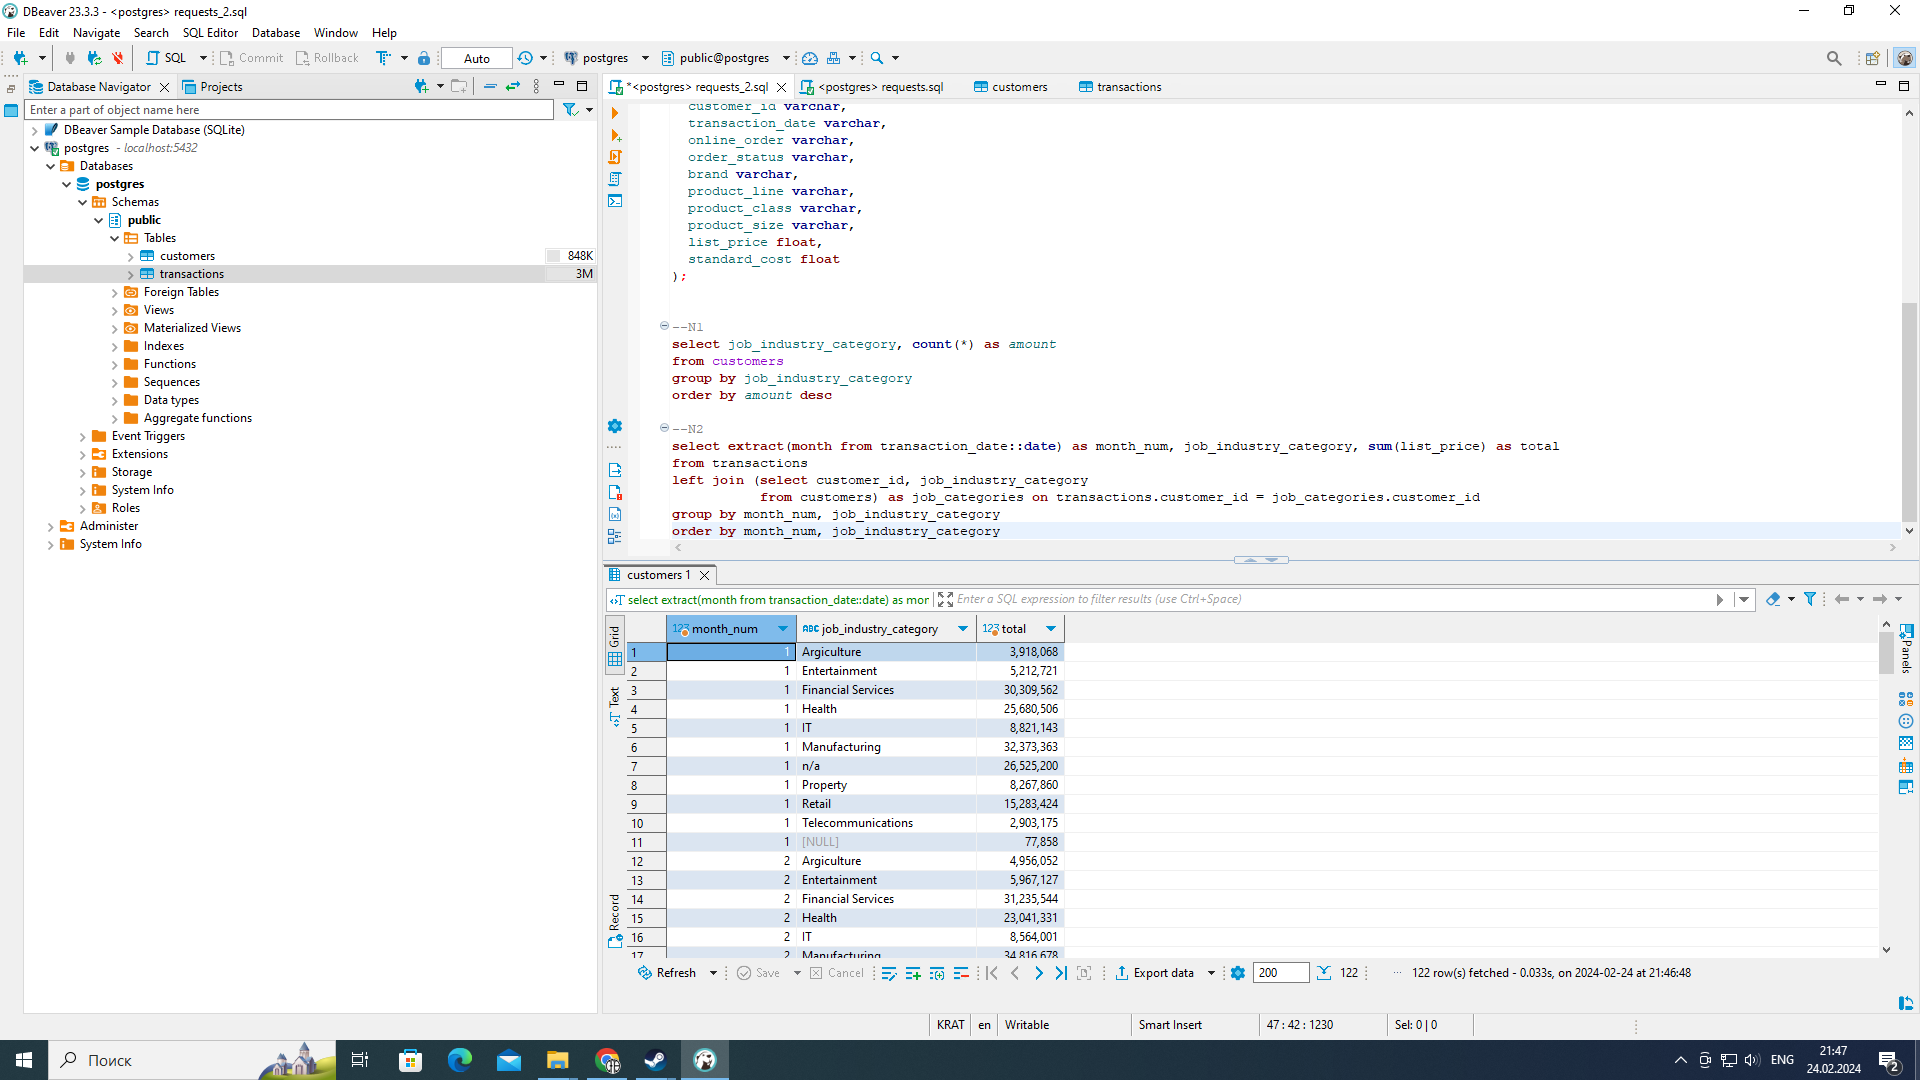 DBeaver 23.3.3 - <postgres> requests_2.sql
File Edit Navigate Search SQL Editor Database Window Help
SQL Commit Rollback Auto postgres public@postgres
Database Navigator Projects
Enter a part of object name here
DBeaver Sample Database (SQLite)
postgres - localhost:5432
Databases
postgres
Schemas
public
Tables
customers 848K
transactions 3M
Foreign Tables
Views
Materialized Views
Indexes
Functions
Sequences
Data types
Aggregate functions
Event Triggers
Extensions
Storage
System Info
Roles
Administer
System Info
*<postgres> requests_2.sql <postgres> requests.sql customers transactions
customer_id varchar,
transaction_date varchar,
online_order varchar,
order_status varchar,
brand varchar,
product_line varchar,
product_class varchar,
product_size varchar,
list_price float,
standard_cost float
);
--N1
select job_industry_category, count(*) as amount
from customers
group by job_industry_category
order by amount desc
--N2
select extract(month from transaction_date::date) as month_num, job_industry_category, sum(list_price) as total
from transactions
left join (select customer_id, job_industry_category
from customers) as job_categories on transactions.customer_id = job_categories.customer_id
group by month_num, job_industry_category
order by month_num, job_industry_category
customers 1
select extract(month from transaction_date::date) as mor Enter a SQL expression to filter results (use Ctrl+Space)
Grid
Text
Record
Panels
123 month_num ABC job_industry_category 123 total
1 1 Argiculture 3,918,068
2 1 Entertainment 5,212,721
3 1 Financial Services 30,309,562
4 1 Health 25,680,506
5 1 IT 8,821,143
6 1 Manufacturing 32,373,363
7 1 n/a 26,525,200
8 1 Property 8,267,860
9 1 Retail 15,283,424
10 1 Telecommunications 2,903,175
11 1 [NULL] 77,858
12 2 Argiculture 4,956,052
13 2 Entertainment 5,967,127
14 2 Financial Services 31,235,544
15 2 Health 23,041,331
16 2 IT 8,564,001
17 2 Manufacturing 34,816,678
Refresh Save Cancel Export data 200 122 ... 122 row(s) fetched - 0.033s, on 2024-02-24 at 21:46:48
KRAT en Writable Smart Insert 47 : 42 : 1230 Sel: 0 | 0
Поиск
ENG 21:47
24.02.2024
2